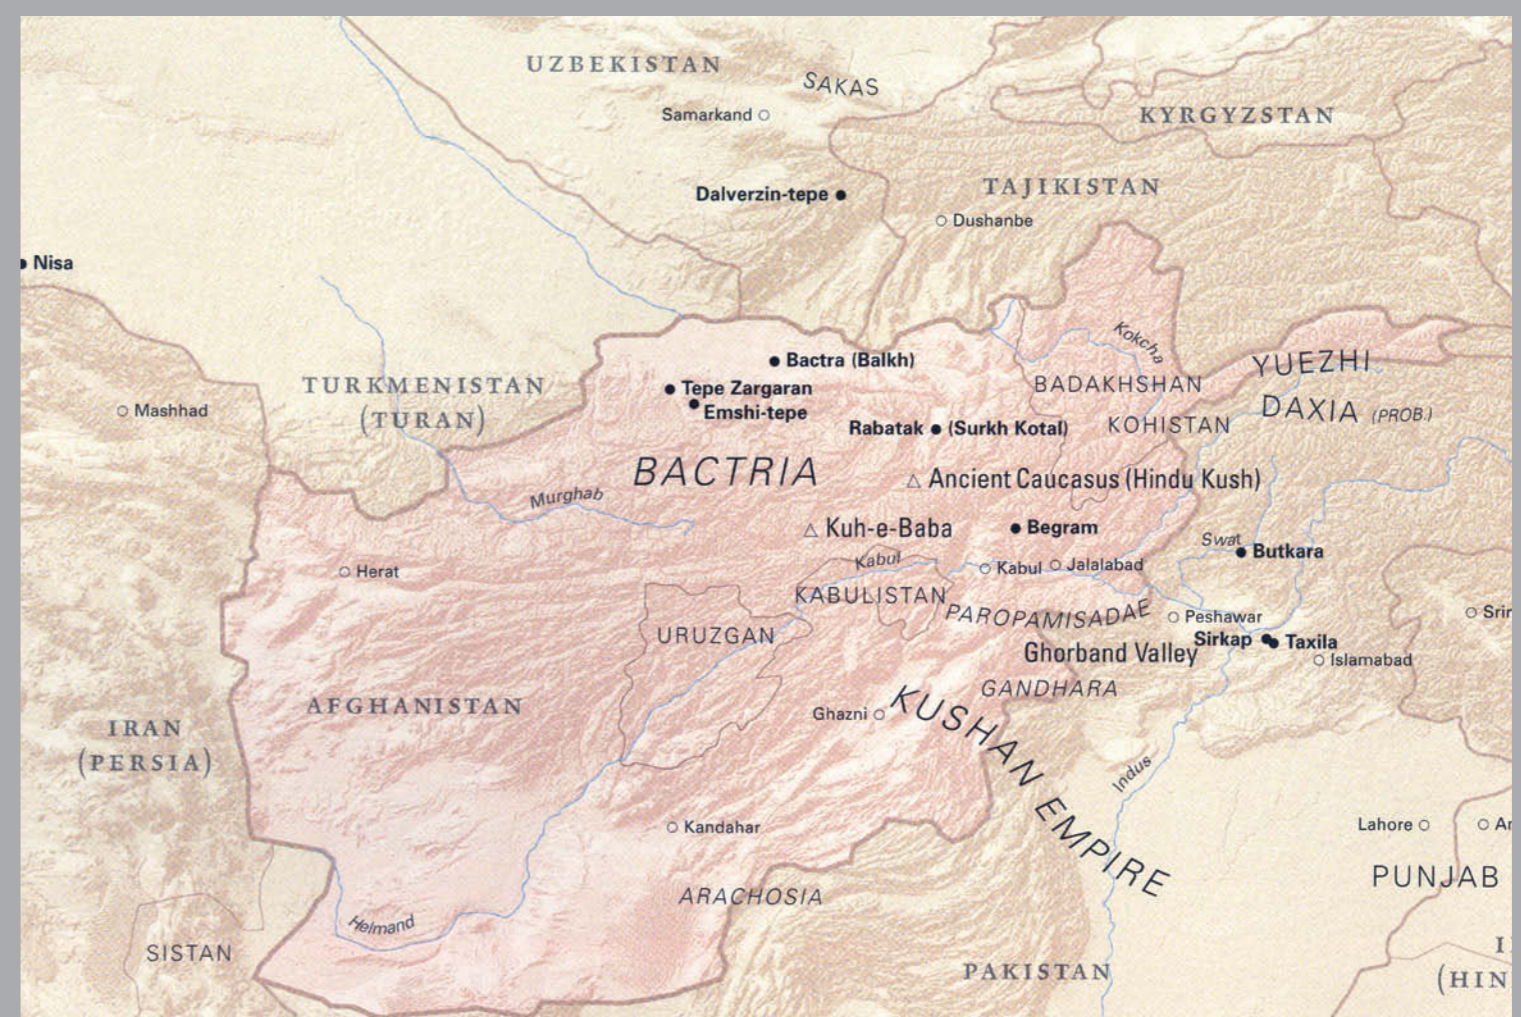 UZBEKISTAN
SAKAS
Samarkand
KYRGYZSTAN
Dalverzin-tepe
TAJIKISTAN
Dushanbe
Nisa
Kokcha
Bactra (Balkh)
YUEZHI
TURKMENISTAN
(TURAN)
Tepe Zargaran
Emshi-tepe
BADAKHSHAN
Mashhad
DAXIA (PROB.)
Rabatak
(Surkh Kotal)
KOHISTAN
BACTRIA
Ancient Caucasus (Hindu Kush)
Murghab
Kuh-e-Baba
Begram
Swat
Butkara
Herat
Kabul
Kabul
Jalalabad
KABULISTAN
PAROPAMISADAE
Peshawar
Srir
URUZGAN
Sirkap
Taxila
Ghorband Valley
Islamabad
GANDHARA
AFGHANISTAN
Ghazni
KUSHAN EMPIRE
IRAN
(PERSIA)
Indus
Kandahar
Lahore
PUNJAB
ARACHOSIA
Helmand
SISTAN
PAKISTAN
(HIN